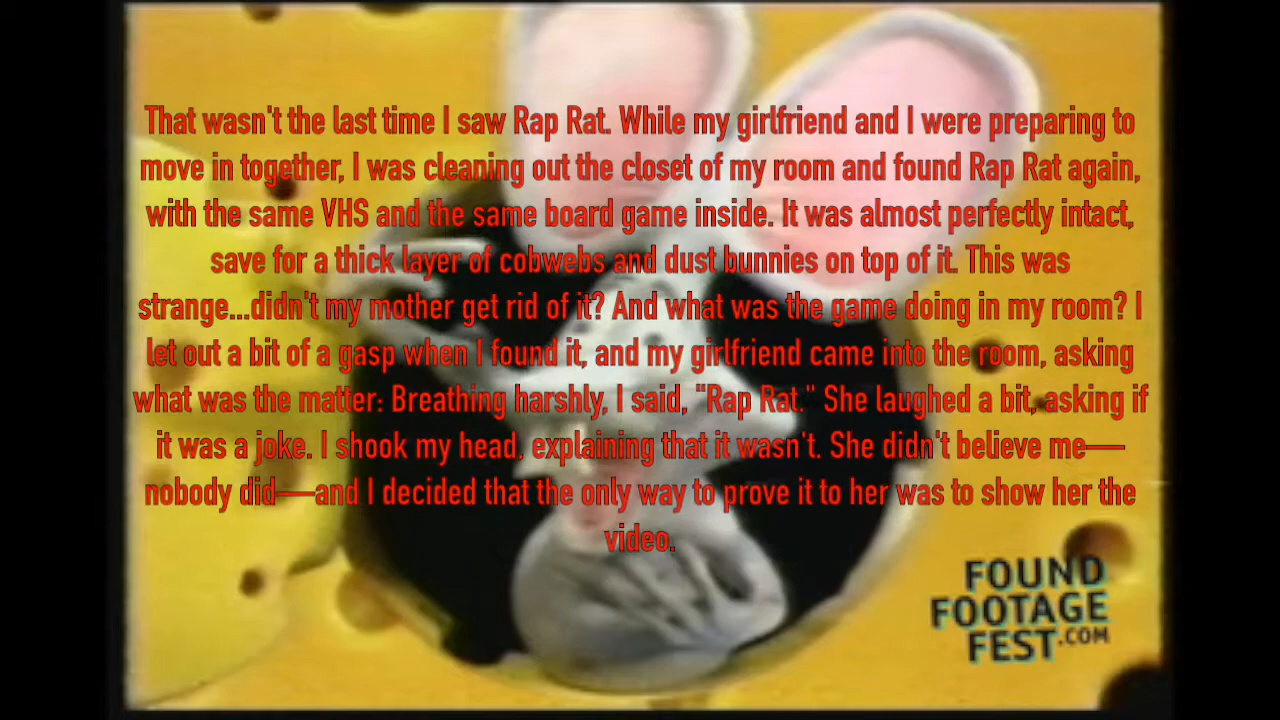 That wasn't the last time I saw Rap Rat. While my girlfriend and I were preparing to
move in together, I was cleaning out the closet of my room and found Rap Rat again,
with the same VHS and the same board game inside. It was almost perfectly intact,
save for a thick layer of cobwebs and dust bunnies on top of it. This was
strange...didn't my mother get rid of it? And what was the game doing in my room? I
let out a bit of a gasp when I found it, and my girlfriend came into the room, asking
what was the matter: Breathing harshly, I said, "Rap Rat." She laughed a bit, asking if
it was a joke. I shook my head, explaining that it wasn't. She didn't believe me——
nobody did——and I decided that the only way to prove it to her was to show her the
video.
FOUND
FOOTAGE
FEST.COM